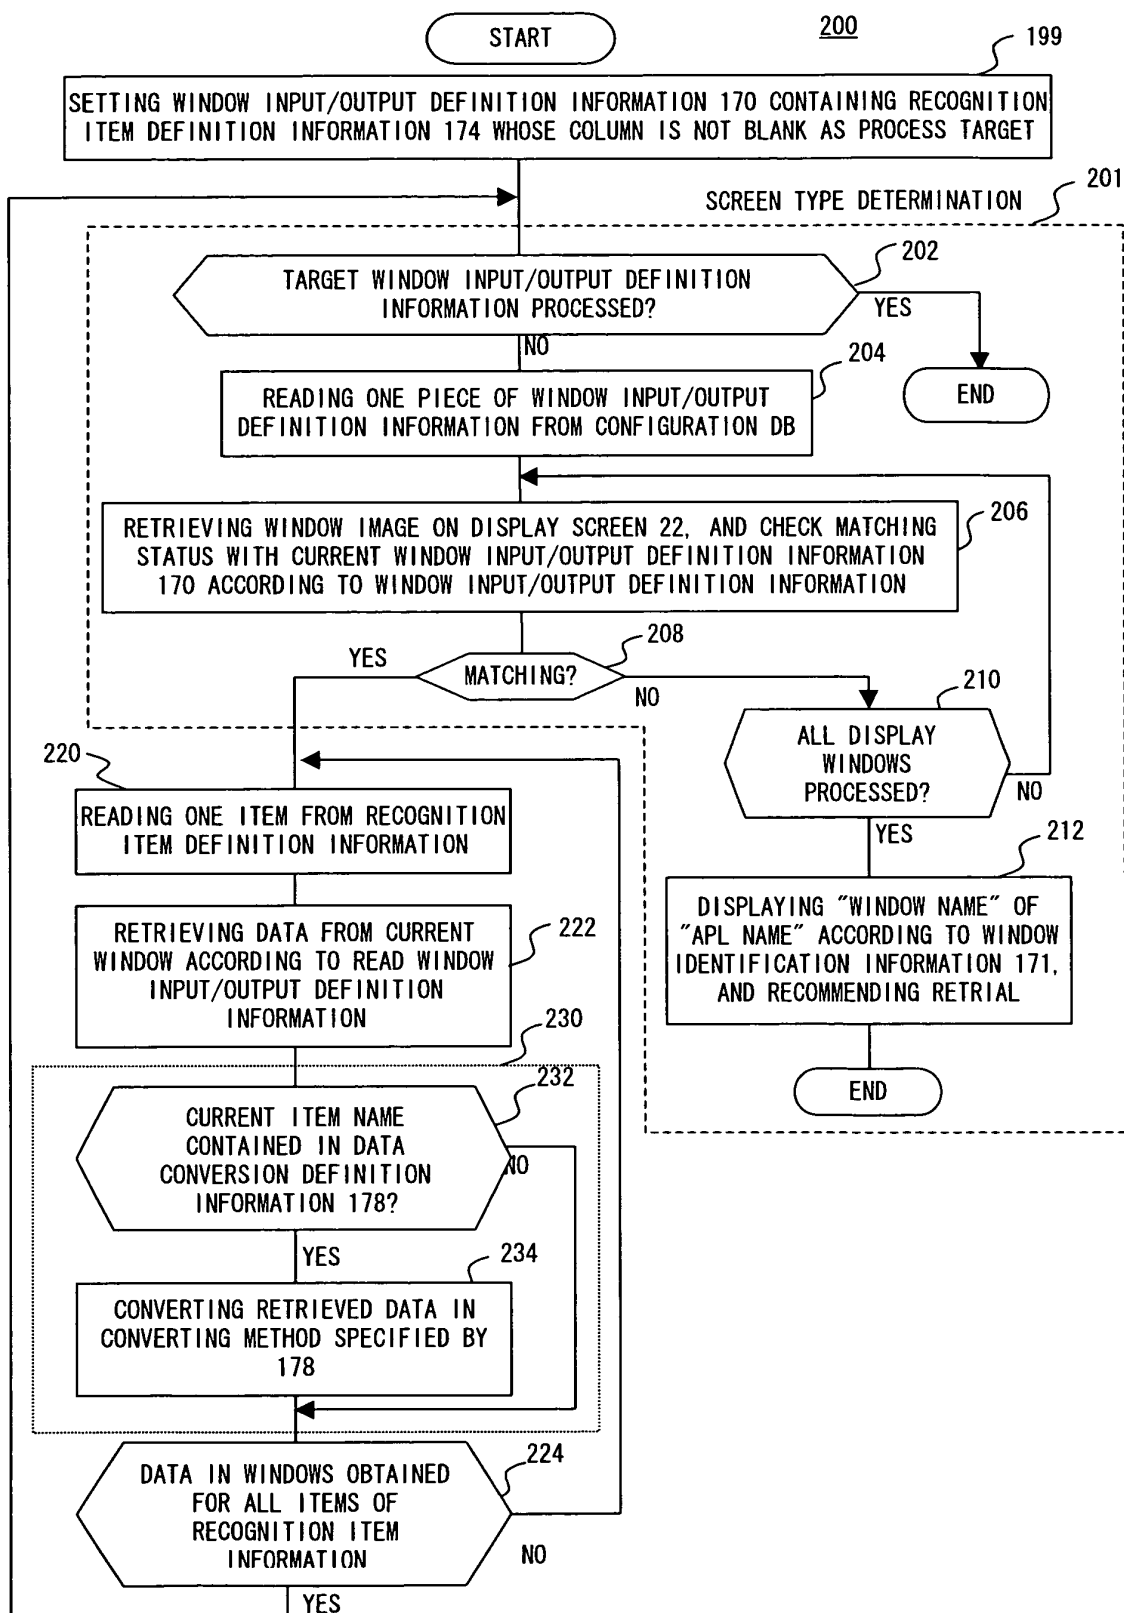 START
200
199
SETTING WINDOW INPUT/OUTPUT DEFINITION INFORMATION 170 CONTAINING RECOGNITION
ITEM DEFINITION INFORMATION 174 WHOSE COLUMN IS NOT BLANK AS PROCESS TARGET
SCREEN TYPE DETERMINATION
201
TARGET WINDOW INPUT/OUTPUT DEFINITION
INFORMATION PROCESSED?
202
YES
NO
END
204
READING ONE PIECE OF WINDOW INPUT/OUTPUT
DEFINITION INFORMATION FROM CONFIGURATION DB
RETRIEVING WINDOW IMAGE ON DISPLAY SCREEN 22, AND CHECK MATCHING
STATUS WITH CURRENT WINDOW INPUT/OUTPUT DEFINITION INFORMATION
170 ACCORDING TO WINDOW INPUT/OUTPUT DEFINITION INFORMATION
206
208
YES
MATCHING?
NO
210
ALL DISPLAY
WINDOWS
PROCESSED?
NO
YES
212
DISPLAYING "WINDOW NAME" OF
"APL NAME" ACCORDING TO WINDOW
IDENTIFICATION INFORMATION 171,
AND RECOMMENDING RETRIAL
END
220
READING ONE ITEM FROM RECOGNITION
ITEM DEFINITION INFORMATION
RETRIEVING DATA FROM CURRENT
WINDOW ACCORDING TO READ WINDOW
INPUT/OUTPUT DEFINITION
INFORMATION
222
230
232
CURRENT ITEM NAME
CONTAINED IN DATA
CONVERSION DEFINITION
INFORMATION 178?
NO
YES
234
CONVERTING RETRIEVED DATA IN
CONVERTING METHOD SPECIFIED BY
178
224
DATA IN WINDOWS OBTAINED
FOR ALL ITEMS OF
RECOGNITION ITEM
INFORMATION
NO
YES